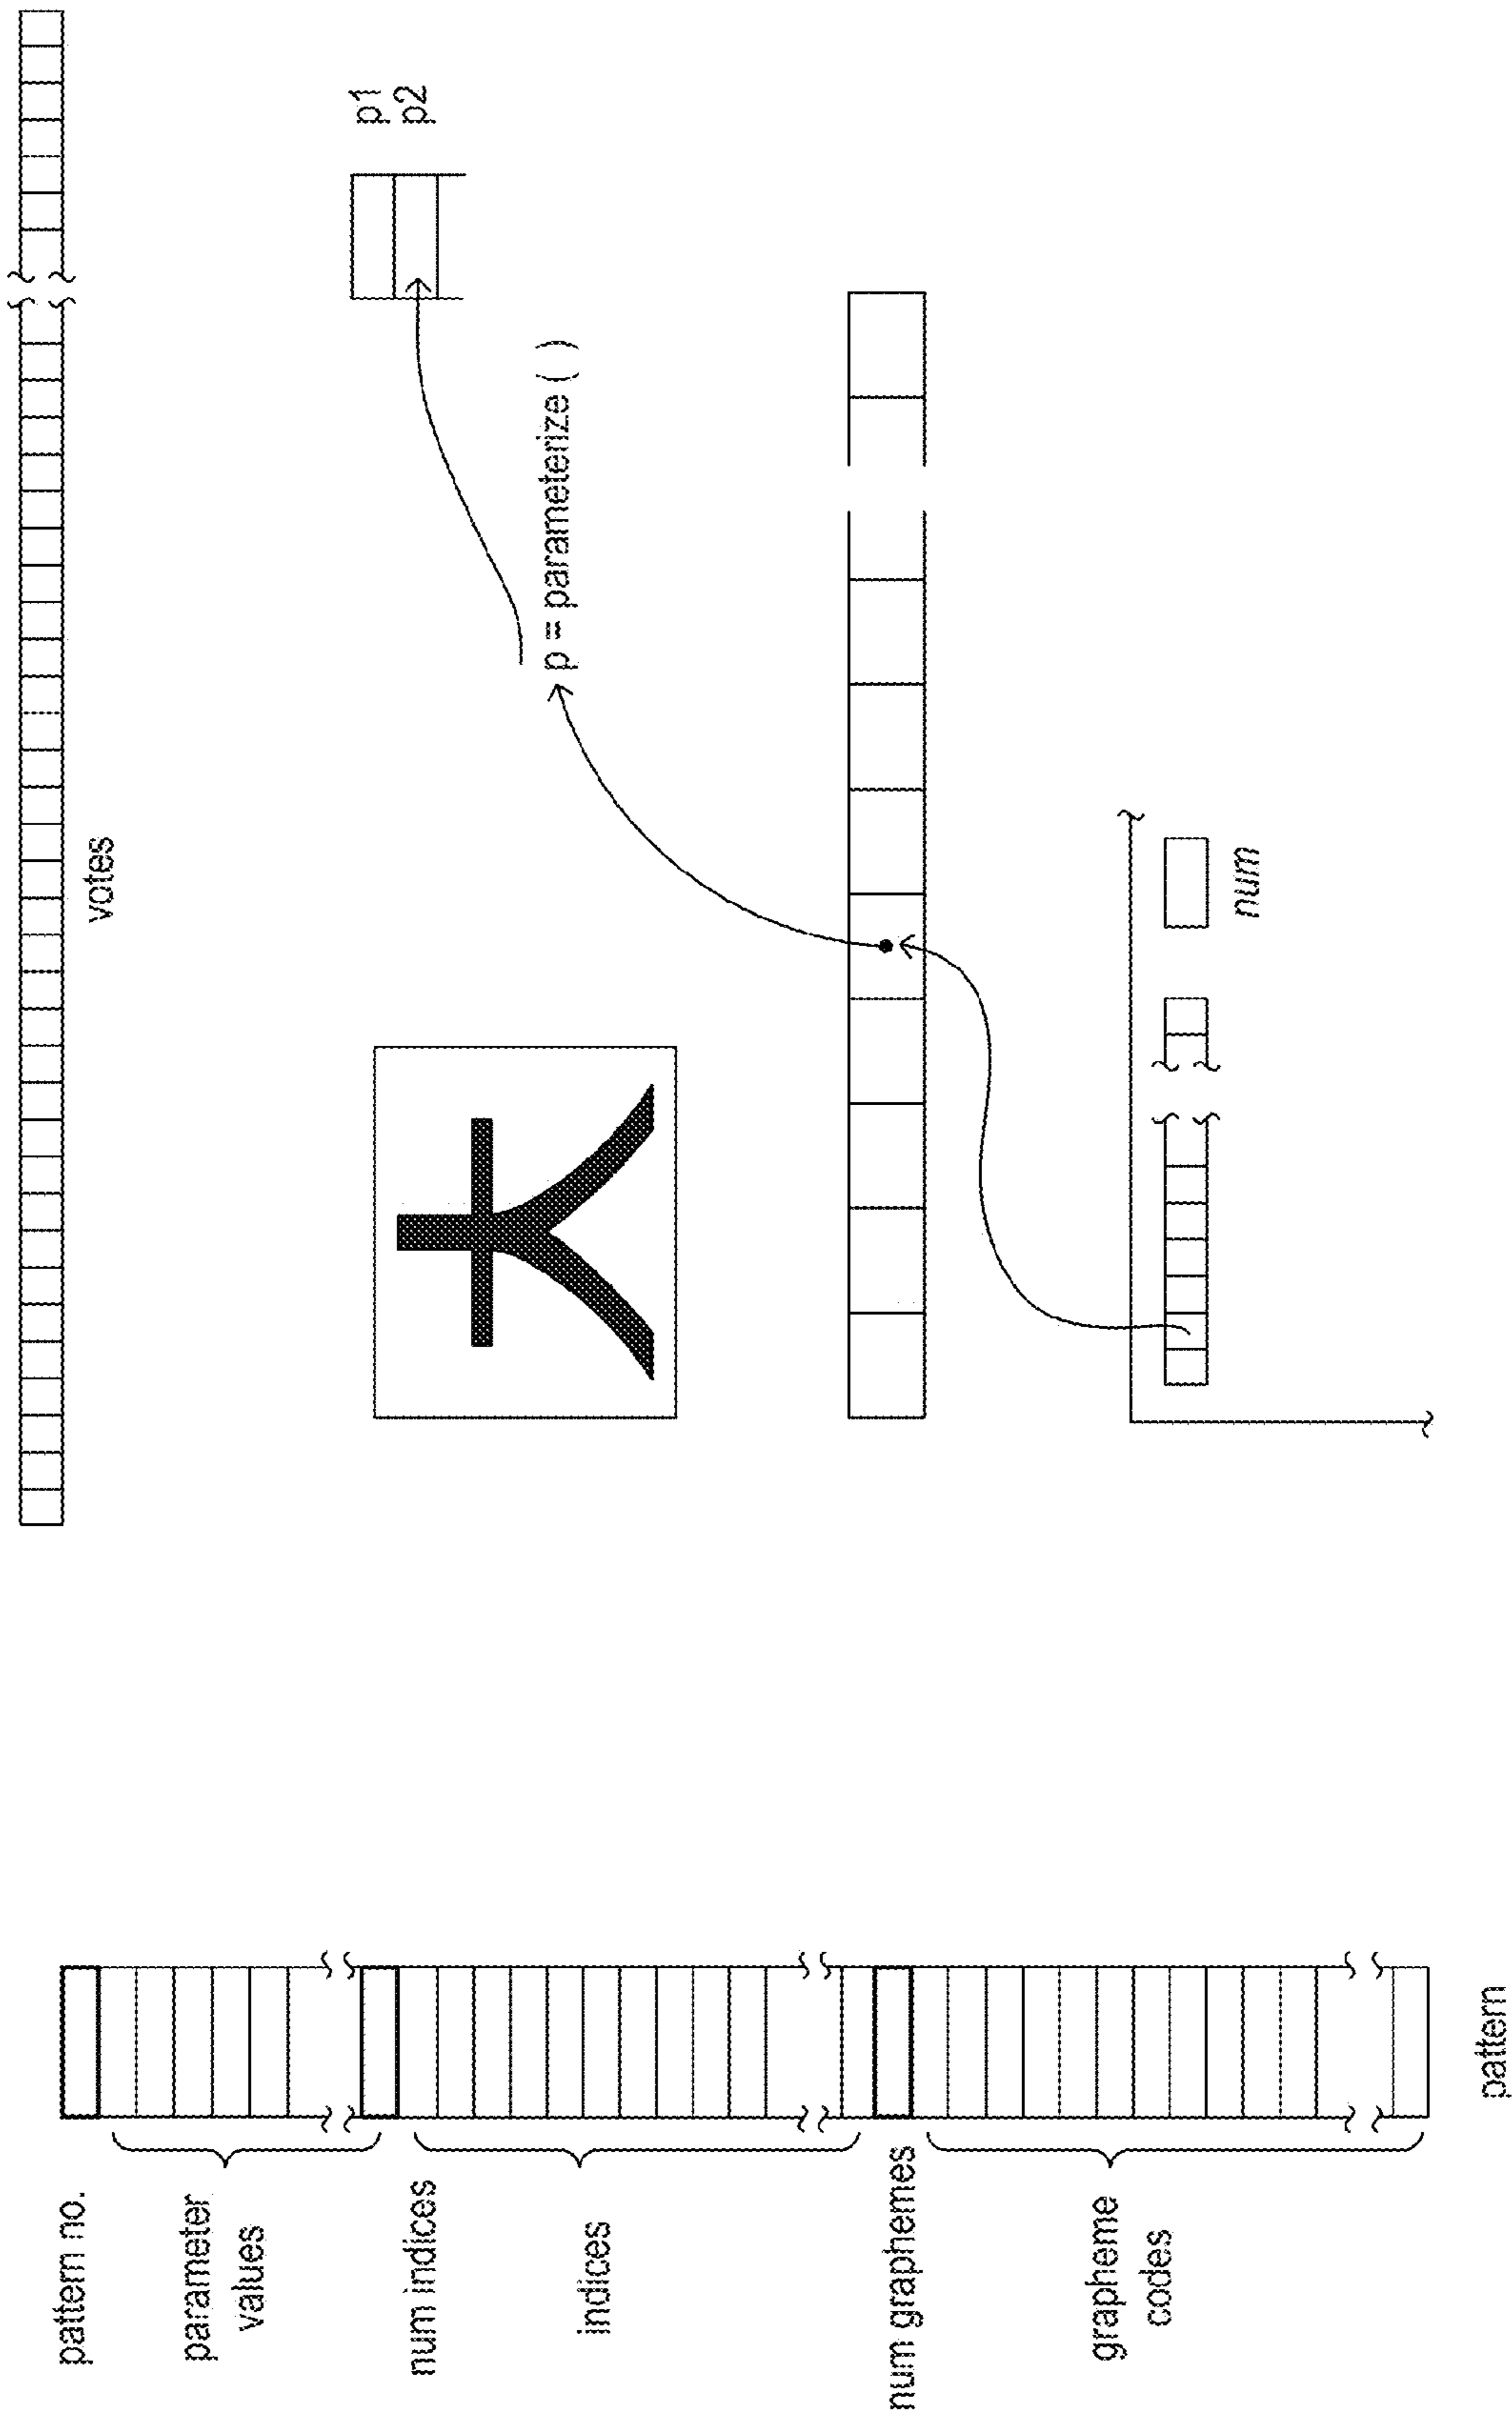 pattern no.
parameter
values
num indices
indices
num graphemes
grapheme
codes
pattern
votes
p1
p2
p = parameterize ( )
num